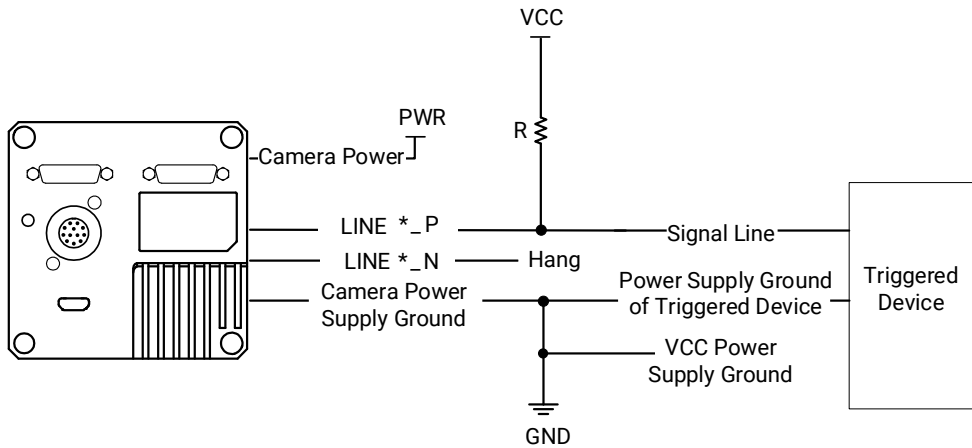 VCC
PWR
R
Camera Power
LINE *_P
Signal Line
LINE *_N
Hang
Camera Power
Supply Ground
Power Supply Ground
of Triggered Device
Triggered
Device
VCC Power
Supply Ground
GND